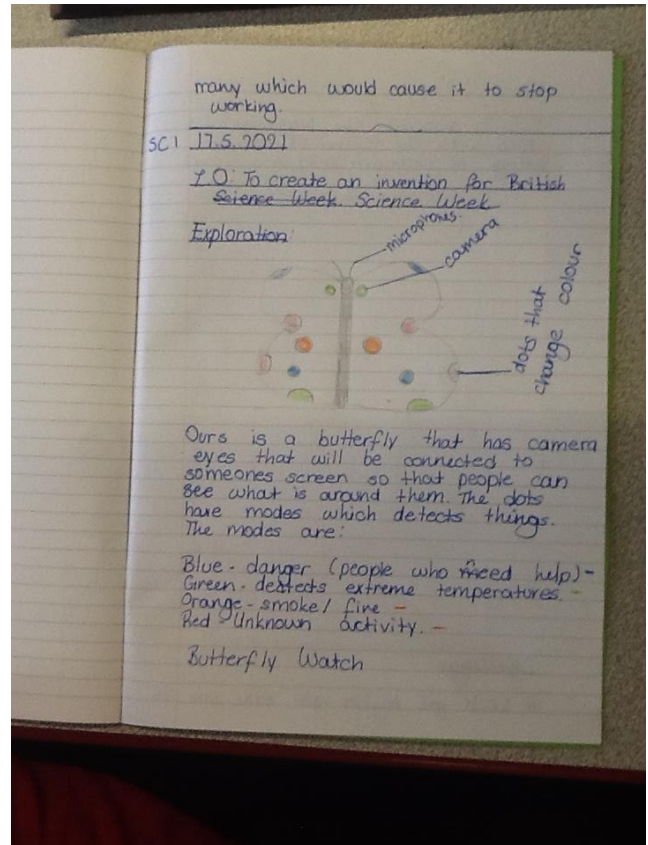 many which would cause it to stop
working.
SC1 17.5.2021
L.O: To create an invention for British
Science Week. Science Week
Exploration:
microphones.
camera
dots that
change colour
Ours is a butterfly that has camera
eyes that will be connected to
someones screen so that people can
see what is around them. The dots
have modes which detects things.
The modes are:
Blue - danger (people who need help) -
Green - detects extreme temperatures. -
Orange - smoke/ fire -
Red - Unknown activity. -
Butterfly Watch